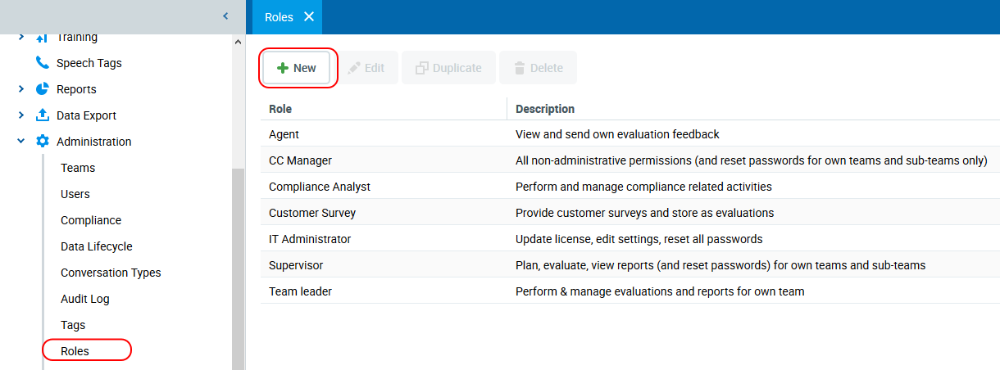 Roles
Training
Speech Tags
Reports
Data Export
Administration
Teams
Users
Compliance
Data Lifecycle
Conversation Types
Audit Log
Tags
Roles
New Edit Duplicate Delete
Role Description
Agent View and send own evaluation feedback
CC Manager All non-administrative permissions (and reset passwords for own teams and sub-teams only)
Compliance Analyst Perform and manage compliance related activities
Customer Survey Provide customer surveys and store as evaluations
IT Administrator Update license, edit settings, reset all passwords
Supervisor Plan, evaluate, view reports (and reset passwords) for own teams and sub-teams
Team leader Perform & manage evaluations and reports for own team